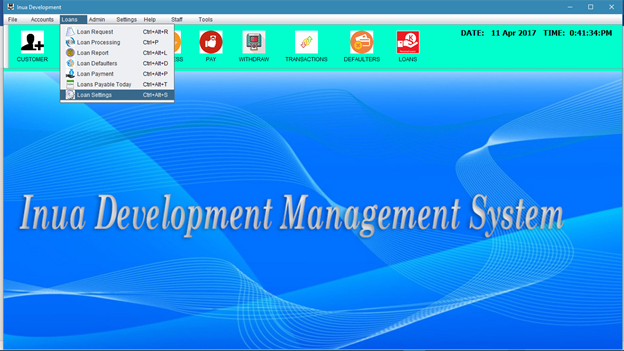 Inua Development
File Accounts Loans Admin Settings Help Staff Tools
Loan Request Ctrl+Alt+R
Loan Processing Ctrl+P
Loan Report Ctrl+Alt+L
Loan Defaulters Ctrl+Alt+D
Loan Payment Ctrl+Alt+P
Loans Payable Today Ctrl+Alt+T
Loan Settings Ctrl+Alt+S
DATE: 11 Apr 2017 TIME: 0:41:34:PM
CUSTOMER PAY WITHDRAW TRANSACTIONS DEFAULTERS LOANS
Inua Development Management System